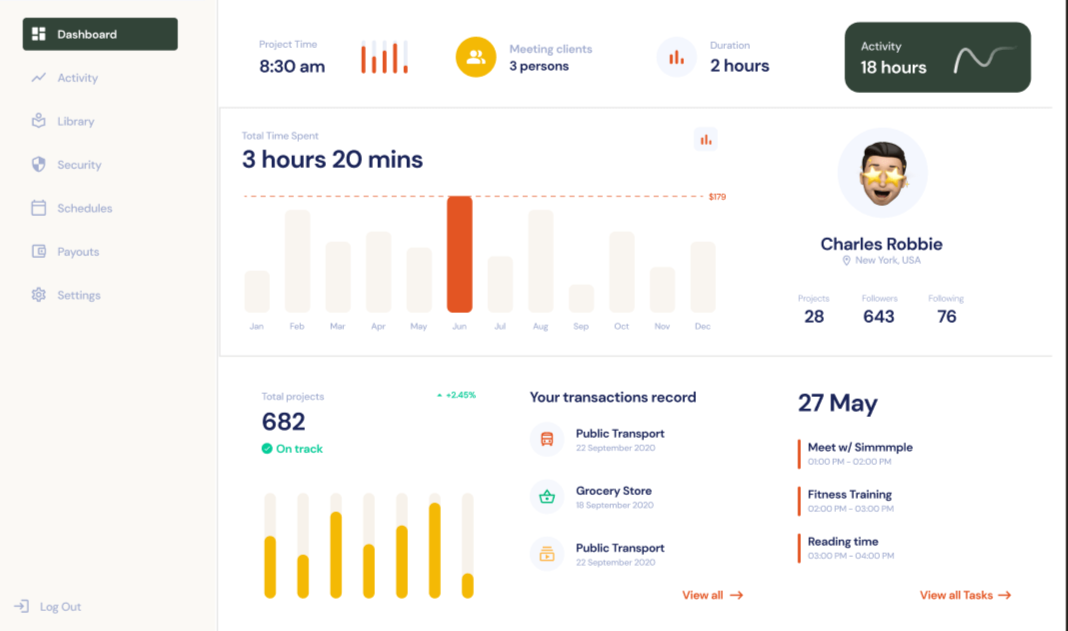 Dashboard
Activity
Library
Security
Schedules
Payouts
Settings
Log Out
Project Time
8:30 am
Meeting clients
3 persons
Duration
2 hours
Activity
18 hours
Total Time Spent
3 hours 20 mins
$179
Jan Feb Mar Apr May Jun Jul Aug Sep Oct Nov Dec
Charles Robbie
New York, USA
Projects Followers Following
28 643 76
Total projects
+2.45%
682
On track
Your transactions record
Public Transport
22 September 2020
Grocery Store
18 September 2020
Public Transport
22 September 2020
View all
27 May
Meet w/ Simmmple
01:00 PM - 02:00 PM
Fitness Training
02:00 PM - 03:00 PM
Reading time
03:00 PM - 04:00 PM
View all Tasks